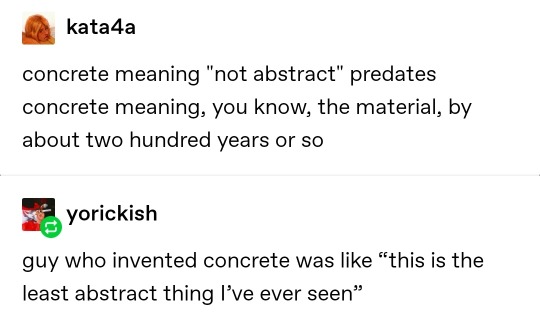 kata4a
concrete meaning "not abstract" predates
concrete meaning, you know, the material, by
about two hundred years or so
yorickish
guy who invented concrete was like “this is the
least abstract thing I’ve ever seen”